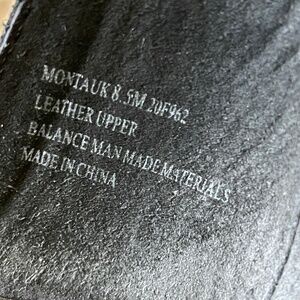 MONTAUK 8.5M 20F962
LEATHER UPPER
BALANCE MAN MADE MATERIALS
MADE IN CHINA